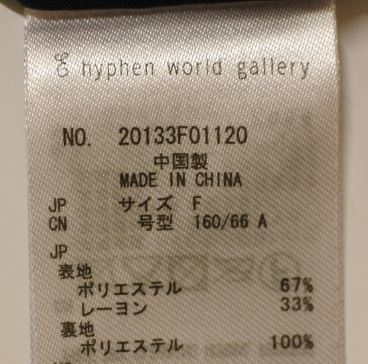 hyphen world gallery
NO. 20133F01120
中国製
MADE IN CHINA
JP サイズ F
CN 号型 160/66 A
JP
表地
ポリエステル 67%
レーヨン 33%
裏地
ポリエステル 100%